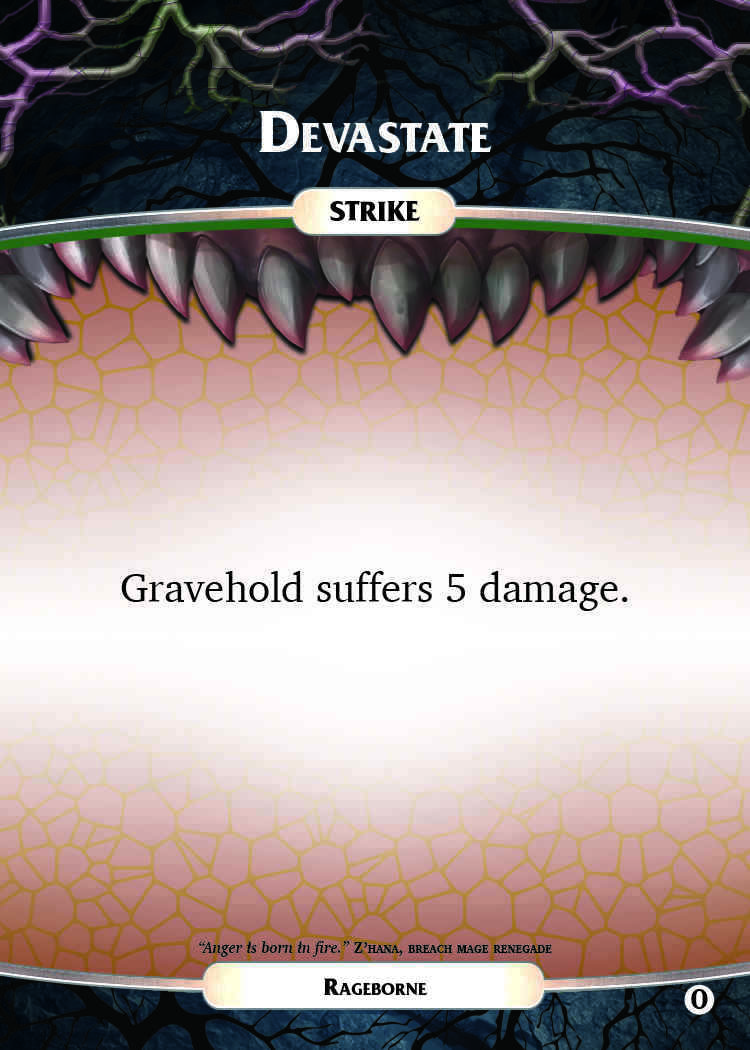 Devastate
STRIKE
Gravehold suffers 5 damage.
“Anger is born in fire.” Z’hana, breach mage renegade
Rageborne
0